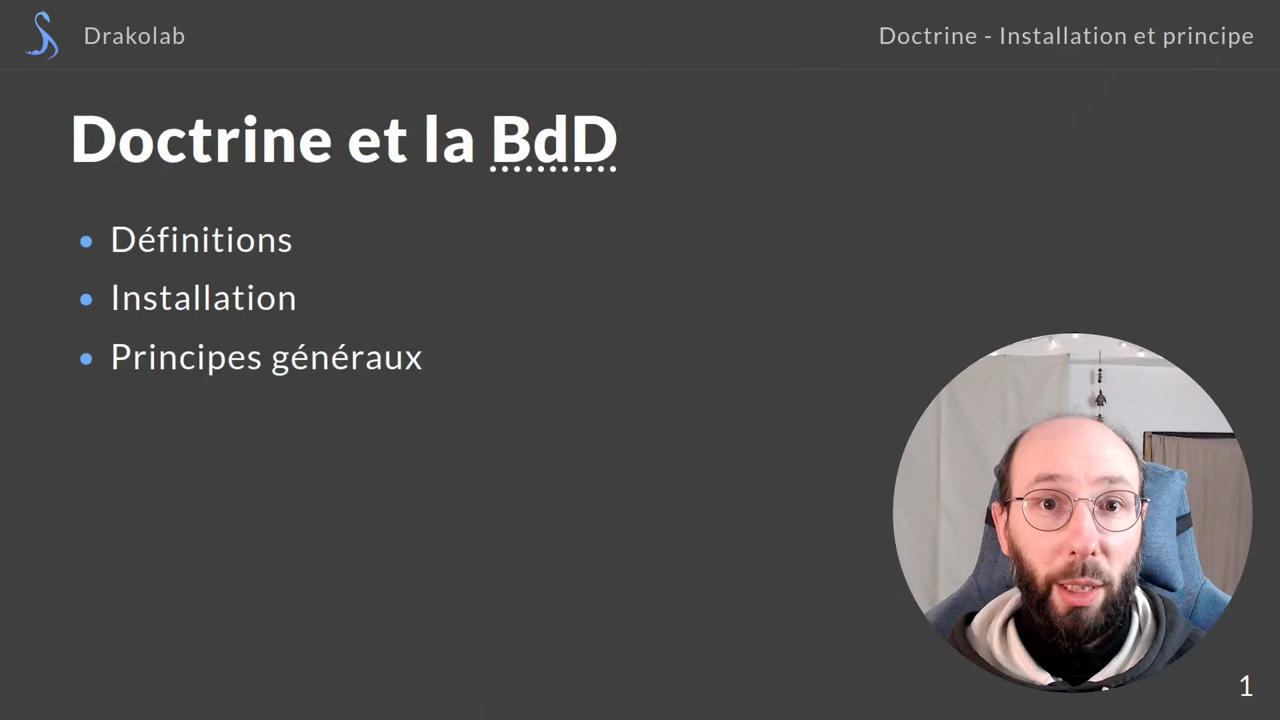 Drakolab
Doctrine - Installation et principe
Doctrine et la BdD
Définitions
Installation
Principes généraux
1